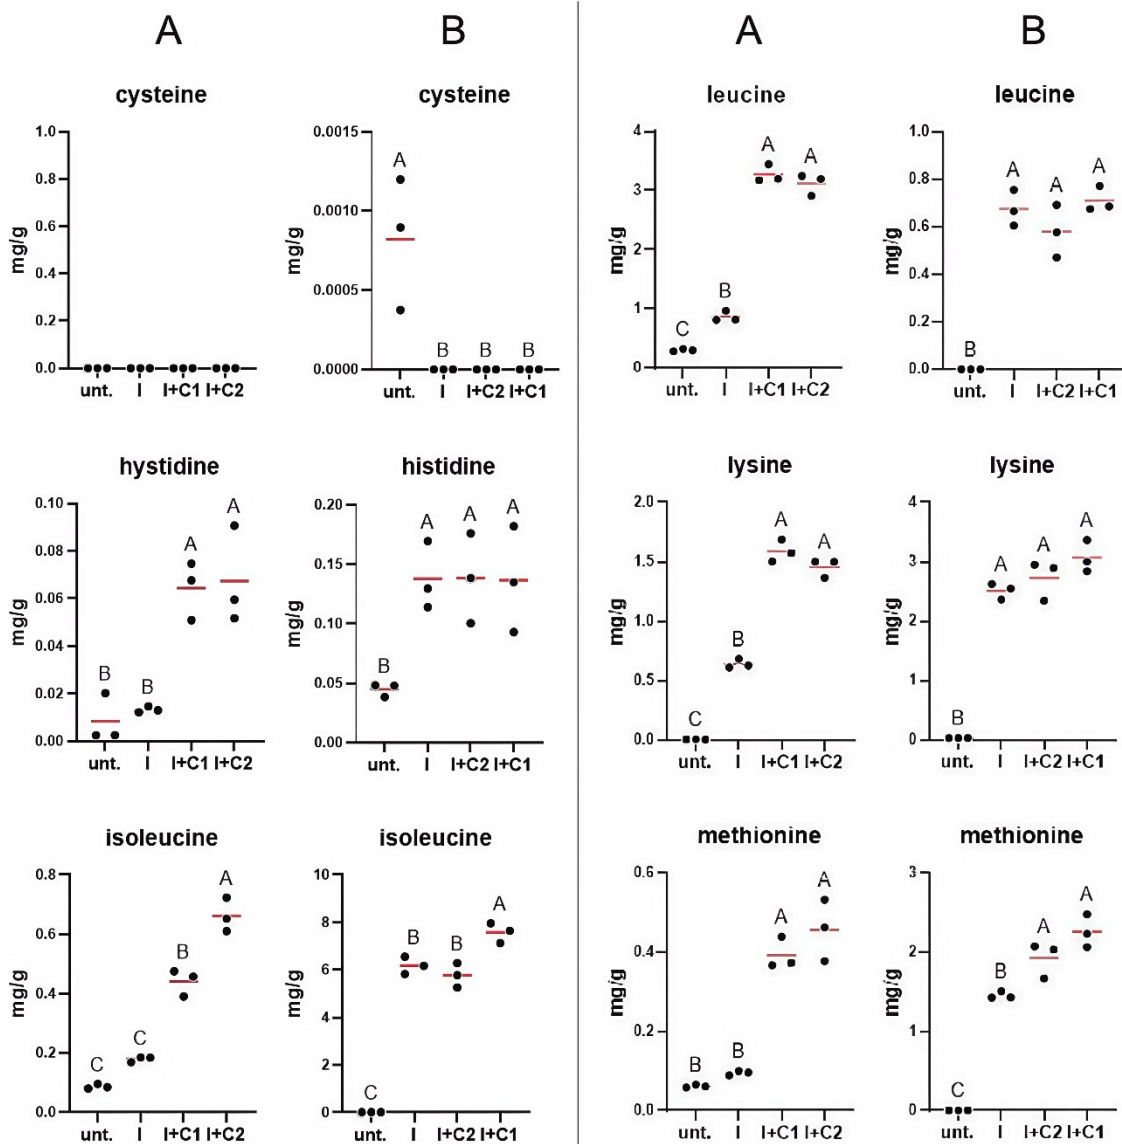 A B A B
cysteine cysteine leucine leucine
mg/g 1.0 0.8 0.6 0.4 0.2 0.0
unt. I I+C1 I+C2
mg/g 0.0015 0.0010 0.0005 0.0000
A B B B
unt. I I+C2 I+C1
mg/g 4 3 2 1 0
C B A A
unt. I I+C1 I+C2
mg/g 1.0 0.8 0.6 0.4 0.2 0.0
B A A A
unt. I I+C2 I+C1
hystidine histidine lysine lysine
mg/g 0.10 0.08 0.06 0.04 0.02 0.00
B B A A
unt. I I+C1 I+C2
mg/g 0.20 0.15 0.10 0.05 0.00
B A A A
unt. I I+C2 I+C1
mg/g 2.0 1.5 1.0 0.5 0.0
C B A A
unt. I I+C1 I+C2
mg/g 4 3 2 1 0
B A A A
unt. I I+C2 I+C1
isoleucine isoleucine methionine methionine
mg/g 0.8 0.6 0.4 0.2 0.0
C C B A
unt. I I+C1 I+C2
mg/g 10 8 6 4 2 0
C B B A
unt. I I+C2 I+C1
mg/g 0.6 0.4 0.2 0.0
B B A A
unt. I I+C1 I+C2
mg/g 3 2 1 0
C B A A
unt. I I+C2 I+C1